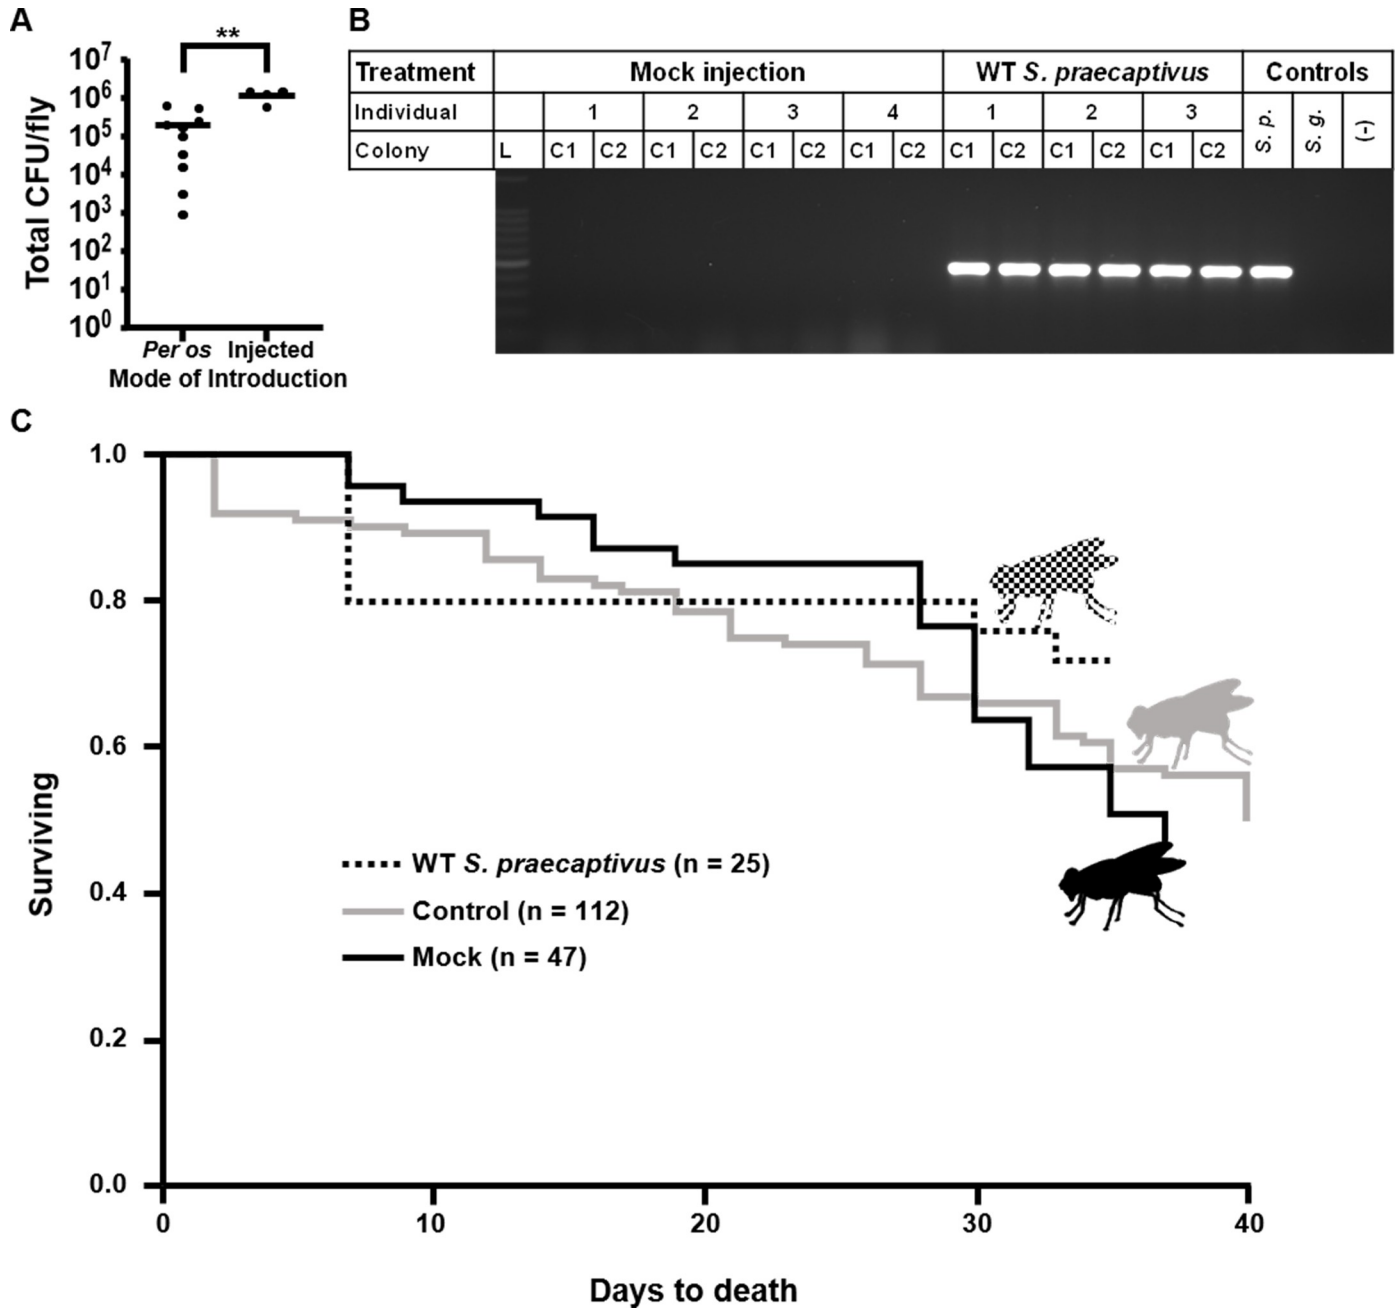 A
**
10^7
10^6
10^5
10^4
10^3
10^2
10^1
10^0
Total CFU/fly
Per os Injected
Mode of Introduction
B
Treatment Mock injection WT S. praecaptivus Controls
Individual 1 2 3 4 1 2 3 S. p. S. g. (-)
Colony L C1 C2 C1 C2 C1 C2 C1 C2 C1 C2 C1 C2 C1 C2
C
1.0
0.8
0.6
0.4
0.2
0.0
Surviving
WT S. praecaptivus (n = 25)
Control (n = 112)
Mock (n = 47)
0 10 20 30 40
Days to death